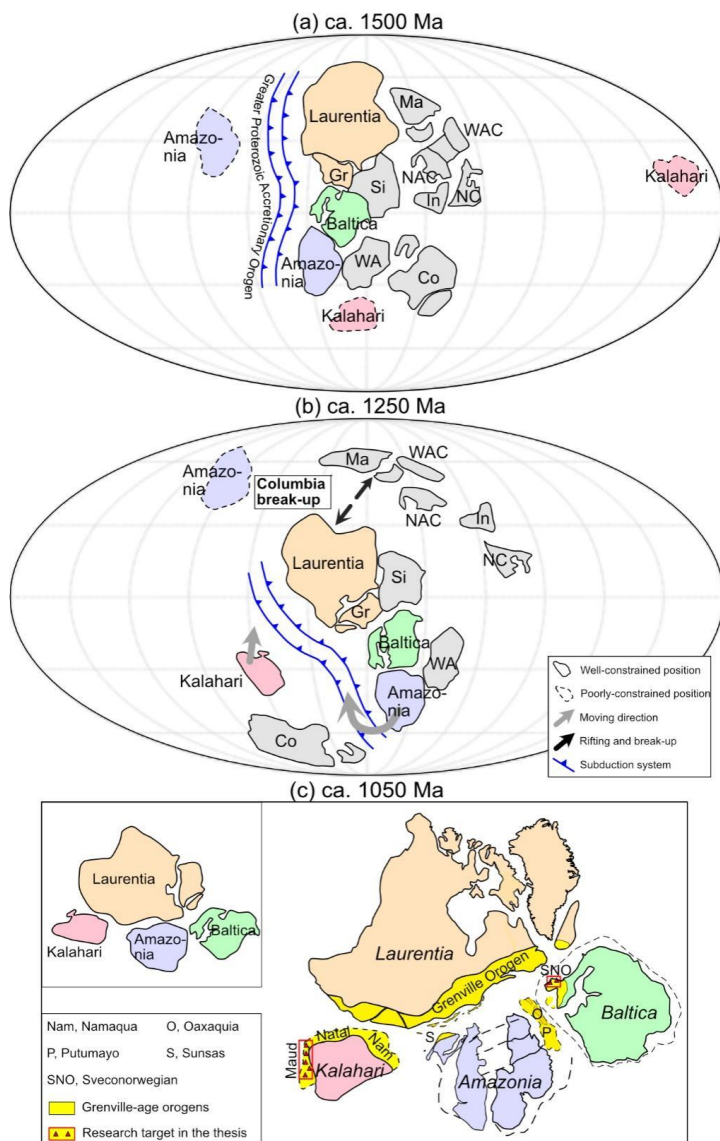 (a) ca. 1500 Ma
Greater Proterozoic Accretionary Orogen
Amazo-
nia
Laurentia
Ma
WAC
Gr
Si
NAC
In
NC
Kalahari
Baltica
Amazo-
nia
WA
Co
Kalahari
(b) ca. 1250 Ma
Amazo-
nia
Ma
WAC
Columbia
break-up
NAC
In
Laurentia
Si
NC
Gr
Baltica
WA
Kalahari
Amazo-
nia
Co
Well-constrained position
Poorly-constrained position
Moving direction
Rifting and break-up
Subduction system
(c) ca. 1050 Ma
Laurentia
Kalahari
Amazo-
nia
Baltica
Nam, Namaqua
O, Oaxaquia
P, Putumayo
S, Sunsas
SNO, Sveconorwegian
Grenville-age orogens
Research target in the thesis
Laurentia
Grenville Orogen
SNO
Baltica
O
P
S
Natal
Nam
Maud
Kalahari
Amazonia